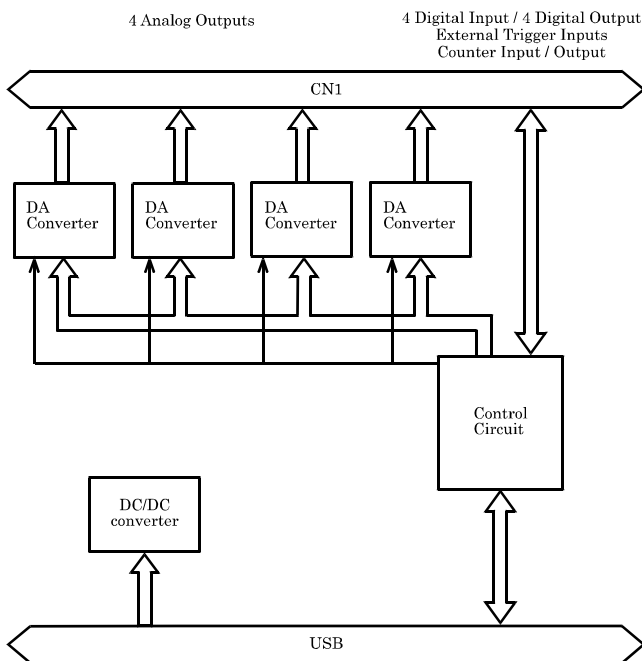 4 Analog Outputs
4 Digital Input / 4 Digital Output
External Trigger Inputs
Counter Input / Output
CN1
DA
Converter
DA
Converter
DA
Converter
DA
Converter
Control
Circuit
DC/DC
converter
USB